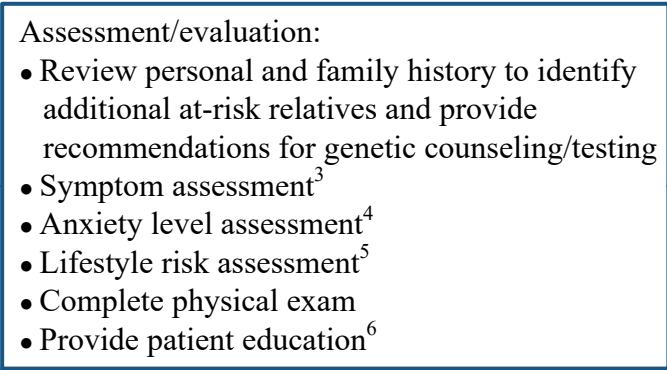 Assessment/evaluation:
● Review personal and family history to identify
additional at-risk relatives and provide
recommendations for genetic counseling/testing
● Symptom assessment³
● Anxiety level assessment⁴
● Lifestyle risk assessment⁵
● Complete physical exam
● Provide patient education⁶